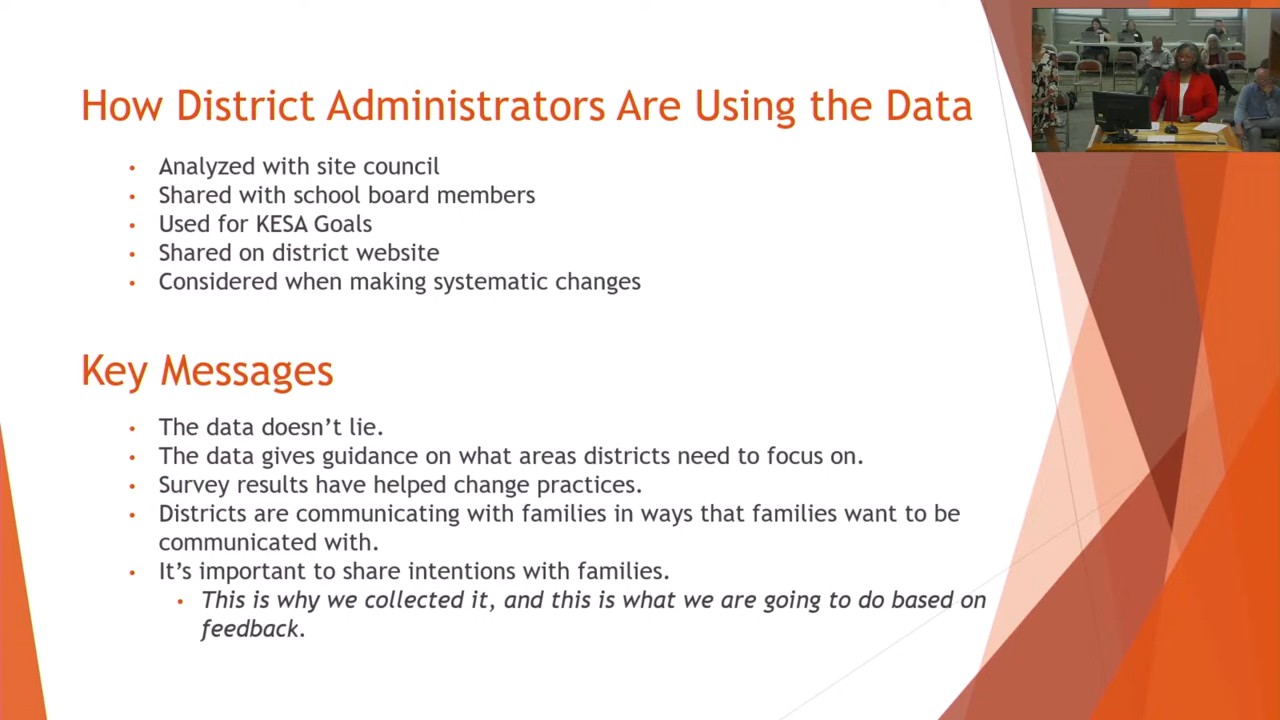 How District Administrators Are Using the Data
• Analyzed with site council
• Shared with school board members
• Used for KESA Goals
• Shared on district website
• Considered when making systematic changes
Key Messages
• The data doesn’t lie.
• The data gives guidance on what areas districts need to focus on.
• Survey results have helped change practices.
• Districts are communicating with families in ways that families want to be
communicated with.
• It’s important to share intentions with families.
• This is why we collected it, and this is what we are going to do based on
feedback.